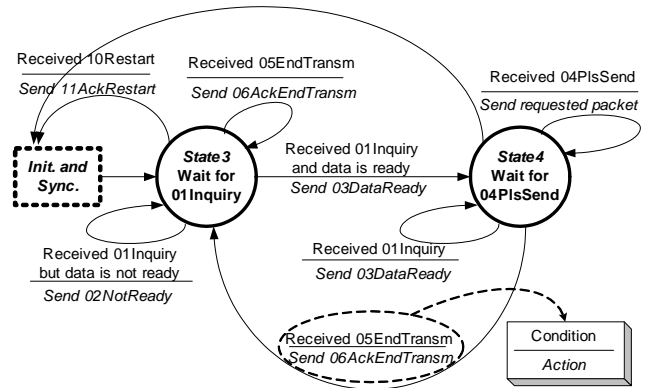 Received 10Restart
Send 11AckRestart
Received 05EndTransm
Send 06AckEndTransm
Received 04PlsSend
Send requested packet
Init. and
Sync.
State3
Wait for
01Inquiry
Received 01Inquiry
and data is ready
Send 03DataReady
State4
Wait for
04PlsSend
Received 01Inquiry
but data is not ready
Send 02NotReady
Received 01Inquiry
Send 03DataReady
Received 05EndTransm
Send 06AckEndTransm
Condition
Action